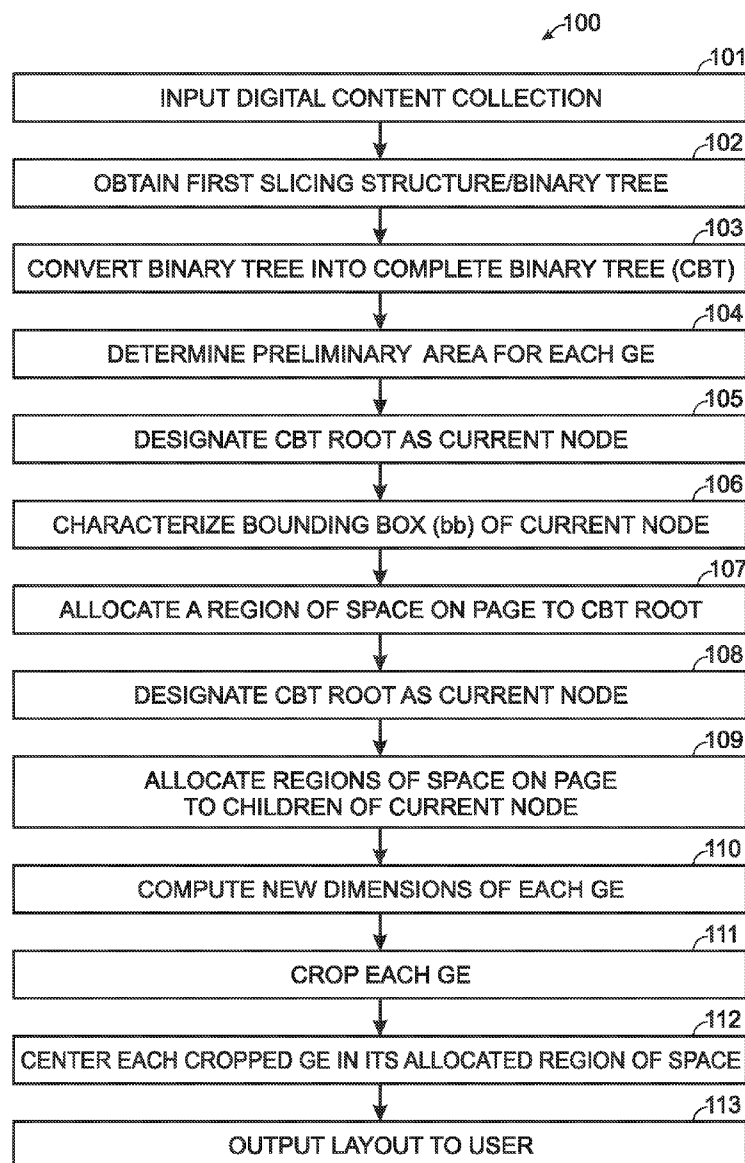 100
101
INPUT DIGITAL CONTENT COLLECTION
102
OBTAIN FIRST SLICING STRUCTURE/BINARY TREE
103
CONVERT BINARY TREE INTO COMPLETE BINARY TREE (CBT)
104
DETERMINE PRELIMINARY AREA FOR EACH GE
105
DESIGNATE CBT ROOT AS CURRENT NODE
106
CHARACTERIZE BOUNDING BOX (bb) OF CURRENT NODE
107
ALLOCATE A REGION OF SPACE ON PAGE TO CBT ROOT
108
DESIGNATE CBT ROOT AS CURRENT NODE
109
ALLOCATE REGIONS OF SPACE ON PAGE
TO CHILDREN OF CURRENT NODE
110
COMPUTE NEW DIMENSIONS OF EACH GE
111
CROP EACH GE
112
CENTER EACH CROPPED GE IN ITS ALLOCATED REGION OF SPACE
113
OUTPUT LAYOUT TO USER